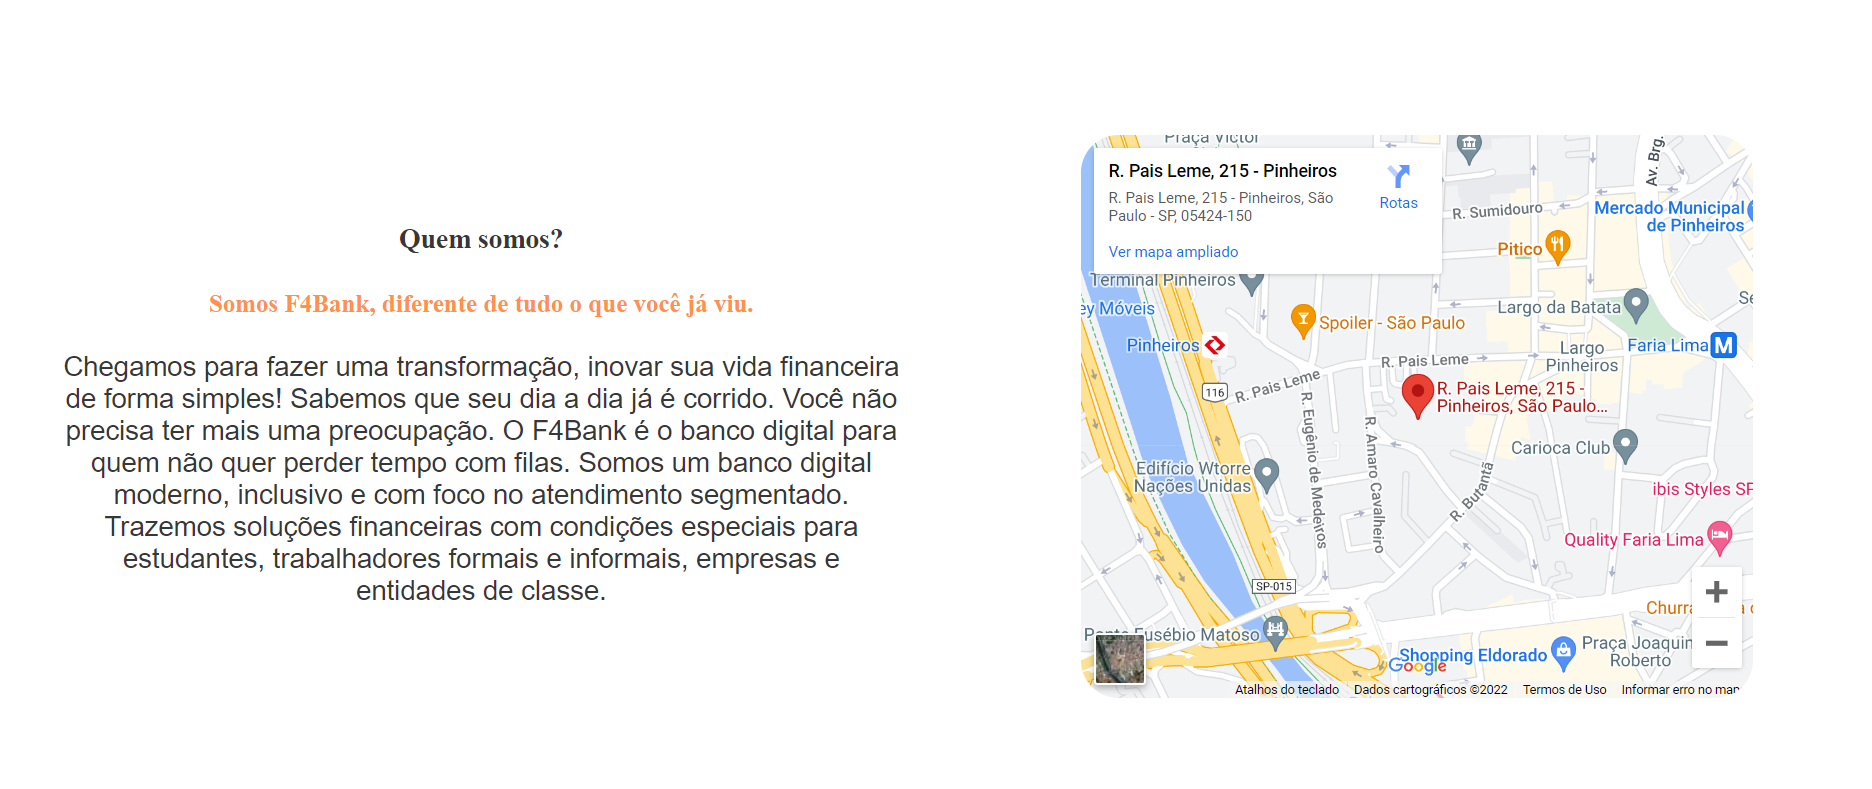 Quem somos?
Somos F4Bank, diferente de tudo o que você já viu.
Chegamos para fazer uma transformação, inovar sua vida financeira
de forma simples! Sabemos que seu dia a dia já é corrido. Você não
precisa ter mais uma preocupação. O F4Bank é o banco digital para
quem não quer perder tempo com filas. Somos um banco digital
moderno, inclusivo e com foco no atendimento segmentado.
Trazemos soluções financeiras com condições especiais para
estudantes, trabalhadores formais e informais, empresas e
entidades de classe.
Praça Victor
R. Pais Leme, 215 - Pinheiros
R. Pais Leme, 215 - Pinheiros, São
Paulo - SP, 05424-150
Rotas
Ver mapa ampliado
Av. Brg.
R. Sumidouro
Mercado Municipal
de Pinheiros
Pitico
Terminal Pinheiros
ey Móveis
Largo da Batata
Spoiler - São Paulo
Pinheiros
Faria Lima
M
Largo
Pinheiros
R. Pais Leme
R. Pais Leme
116
R. Pais Leme, 215 -
Pinheiros, São Paulo...
R. Eugênio de Medeiros
R. Amaro Cavalheiro
Carioca Club
Edifício Wtorre
Nações Unidas
R. Butantã
ibis Styles SP
Quality Faria Lima
SP-015
+
Ponte Eusébio Matoso
Shopping Eldorado
Praça Joaquin
Roberto
Google
Atalhos do teclado
Dados cartográficos ©2022
Termos de Uso
Informar erro no map